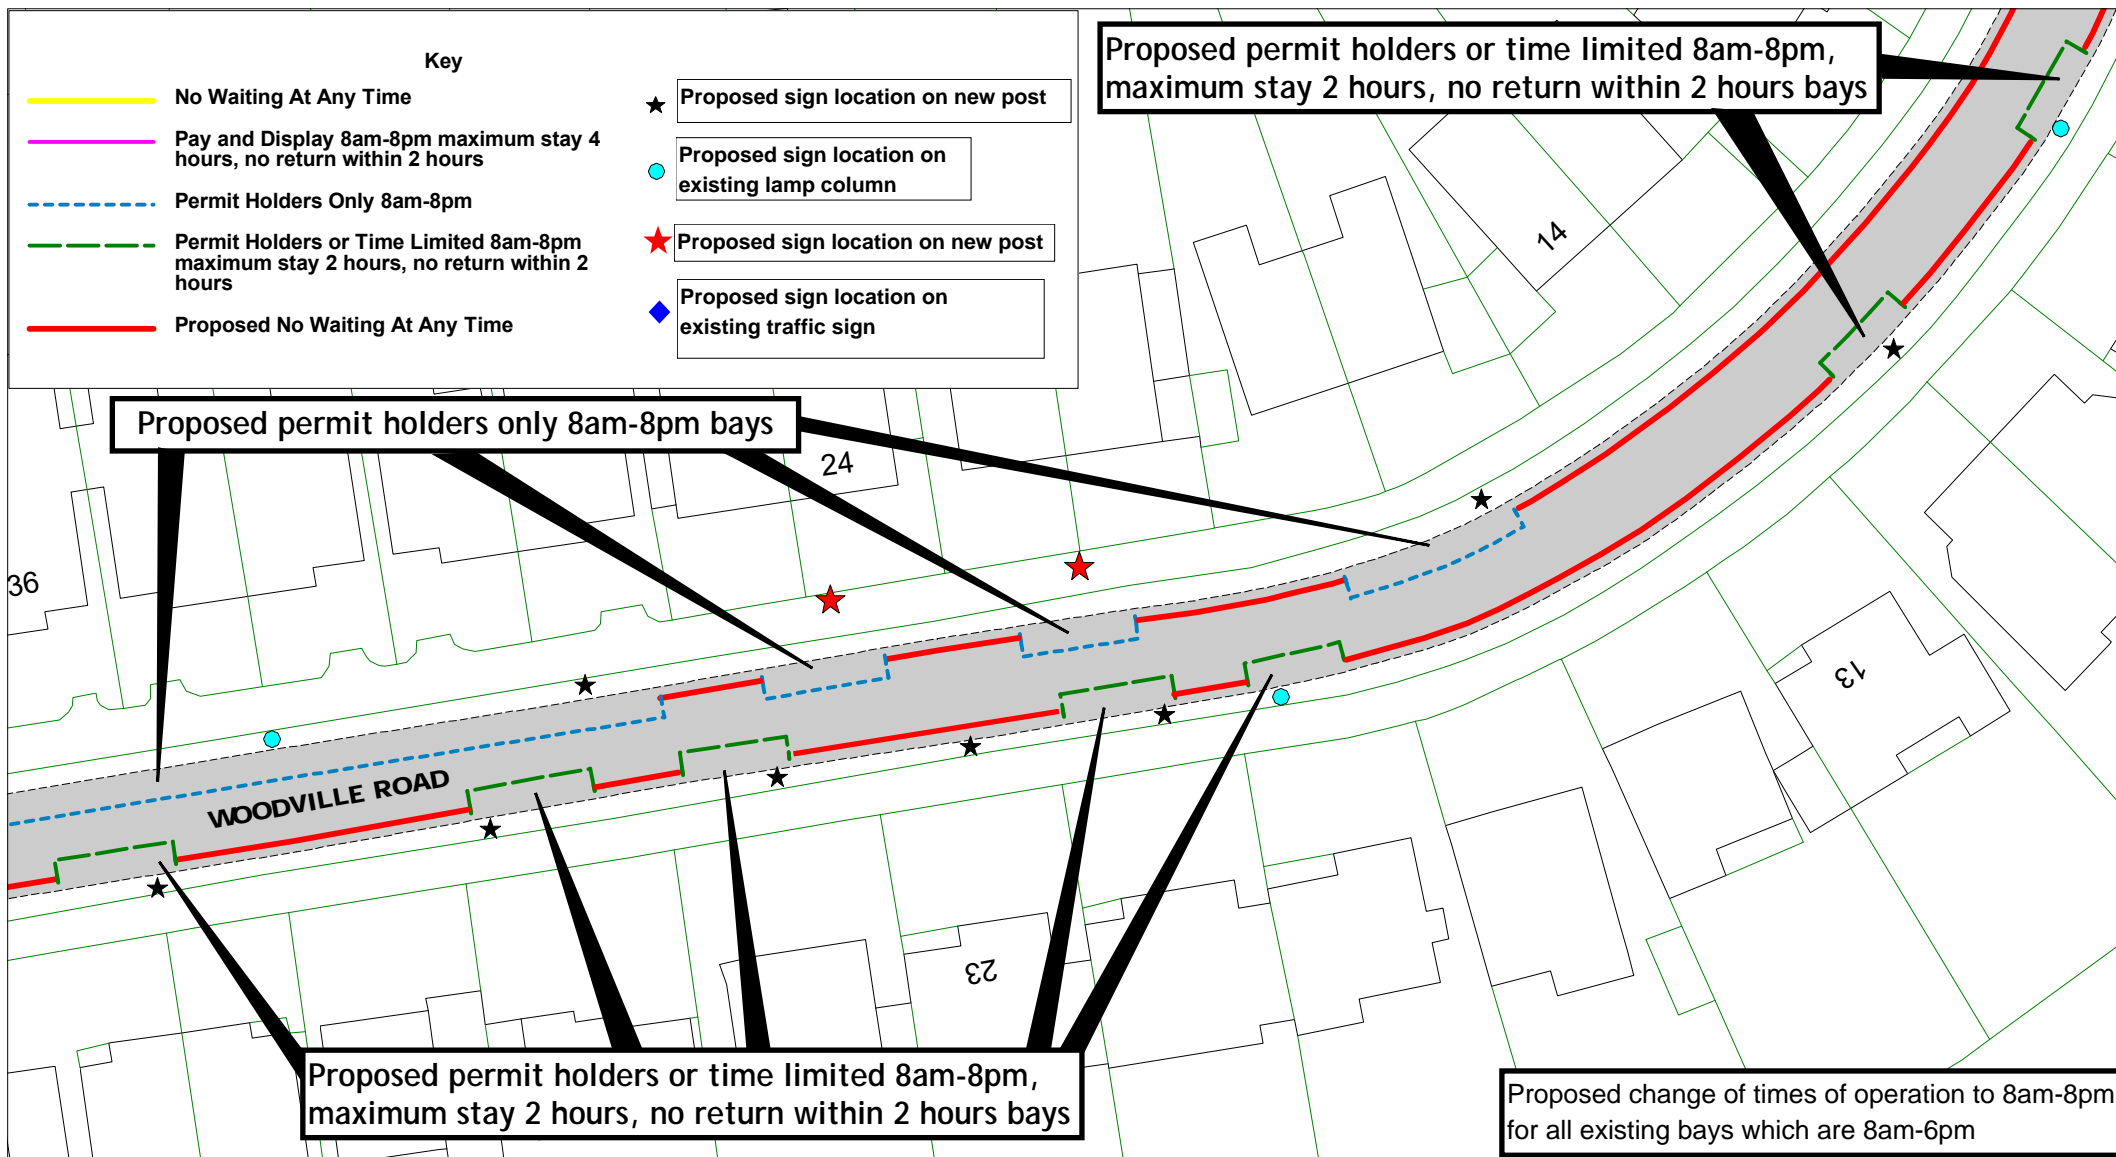 Key
No Waiting At Any Time
Pay and Display 8am-8pm maximum stay 4
hours, no return within 2 hours
Permit Holders Only 8am-8pm
Permit Holders or Time Limited 8am-8pm
maximum stay 2 hours, no return within 2
hours
Proposed No Waiting At Any Time
Proposed sign location on new post
Proposed sign location on
existing lamp column
Proposed sign location on new post
Proposed sign location on
existing traffic sign
Proposed permit holders or time limited 8am-8pm,
maximum stay 2 hours, no return within 2 hours bays
14
Proposed permit holders only 8am-8pm bays
24
36
13
WOODVILLE ROAD
23
Proposed permit holders or time limited 8am-8pm,
maximum stay 2 hours, no return within 2 hours bays
Proposed change of times of operation to 8am-8pm
for all existing bays which are 8am-6pm